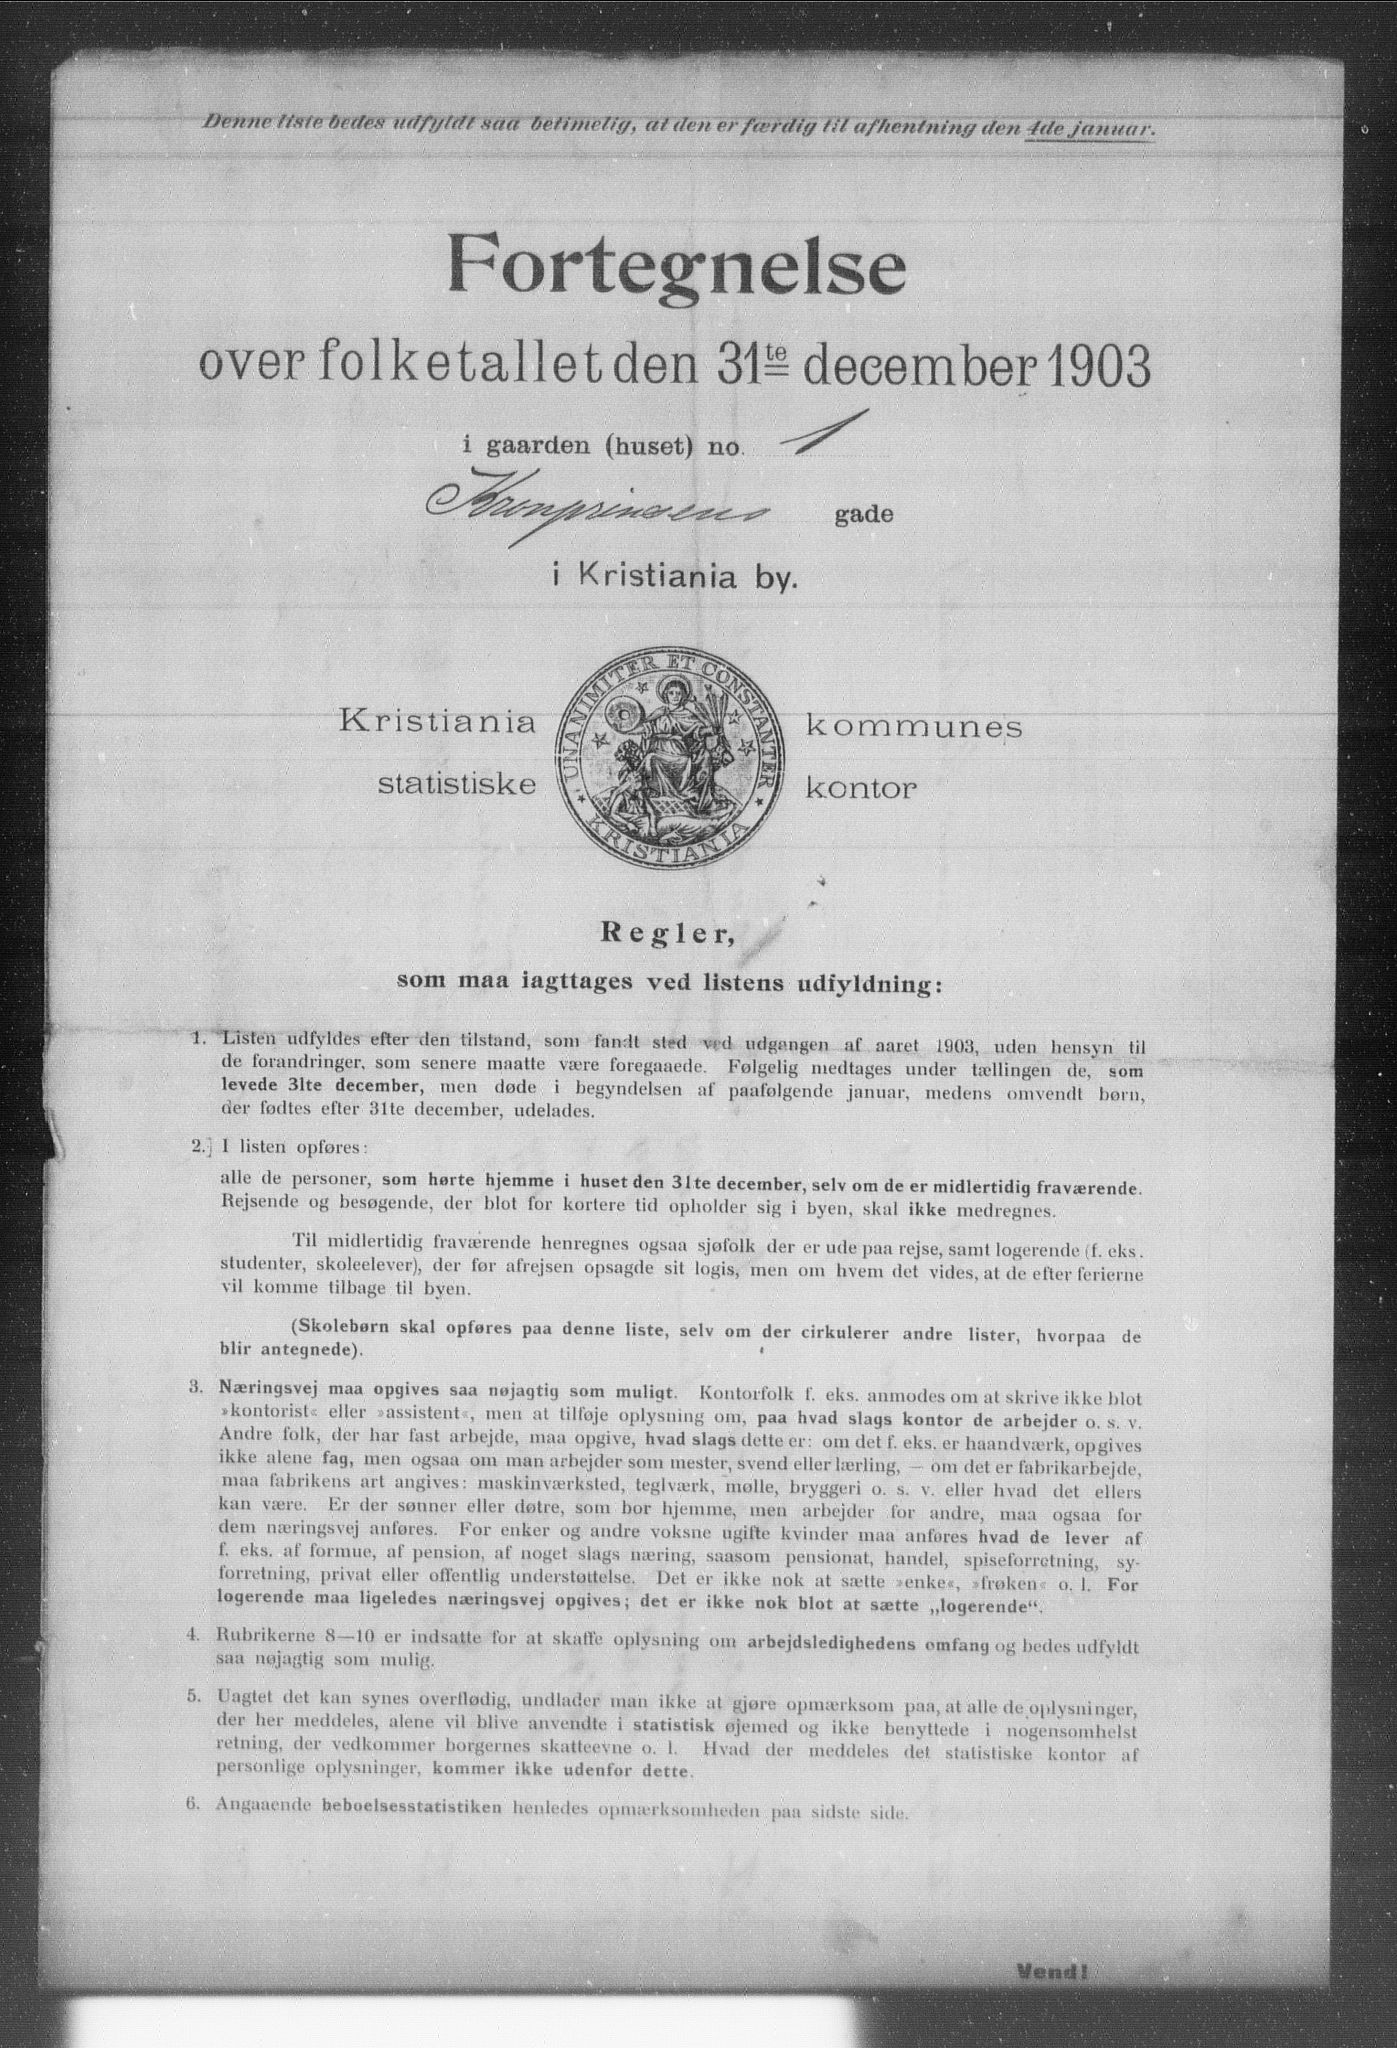 Denne liste bedes udfyldt saa betimelig, at den er færdig til afhentning den 4de januar.
Fortegnelse
over folketallet den 31te december 1903
i gaarden (huset) no. 1
Kronprinsens gade
i Kristiania by.
Kristiania kommunes
statistiske kontor
UNANIMITER ET CONSTANTER
KRISTIANIA
Regler,
som maa iagttages ved listens udfyldning:
1. Listen udfyldes efter den tilstand, som fandt sted ved udgangen af aaret 1903, uden hensyn til
de forandringer, som senere maatte være foregaaede. Følgelig medtages under tællingen de, som
levede 31te december, men døde i begyndelsen af paafølgende januar, medens omvendt børn,
der fødtes efter 31te december, udelades.
2. I listen opføres:
alle de personer, som hørte hjemme i huset den 31te december, selv om de er midlertidig fraværende.
Rejsende og besøgende, der blot for kortere tid opholder sig i byen, skal ikke medregnes.
Til midlertidig fraværende henregnes ogsaa sjøfolk der er ude paa rejse, samt logerende (f. eks.
studenter, skoleelever), der før afrejsen opsagde sit logis, men om hvem det vides, at de efter ferierne
vil komme tilbage til byen.
(Skolebørn skal opføres paa denne liste, selv om der cirkulerer andre lister, hvorpaa de
blir antegnede).
3. Næringsvej maa opgives saa nøjagtig som muligt. Kontorfolk f. eks. anmodes om at skrive ikke blot
»kontorist« eller »assistent«, men at tilføje oplysning om, paa hvad slags kontor de arbejder o. s. v.
Andre folk, der har fast arbejde, maa opgive, hvad slags dette er: om det f. eks. er haandværk, opgives
ikke alene fag, men ogsaa om man arbejder som mester, svend eller lærling, — om det er fabrikarbejde,
maa fabrikens art angives: maskinværksted, teglværk, mølle, bryggeri o. s. v. eller hvad det ellers
kan være. Er der sønner eller døtre, som bor hjemme, men arbejder for andre, maa ogsaa for
dem næringsvej anføres. For enker og andre voksne ugifte kvinder maa anføres hvad de lever af
f. eks. af formue, af pension, af noget slags næring, saasom pensionat, handel, spiseforretning, sy-
forretning, privat eller offentlig understøttelse. Det er ikke nok at sætte »enke«, »frøken« o. l. For
logerende maa ligeledes næringsvej opgives; det er ikke nok blot at sætte „logerende“.
4. Rubrikerne 8—10 er indsatte for at skaffe oplysning om arbejdsledighedens omfang og bedes udfyldt
saa nøjagtig som mulig.
5. Uagtet det kan synes overflødig, undlader man ikke at gjøre opmærksom paa, at alle de oplysninger,
der her meddeles, alene vil blive anvendte i statistisk øjemed og ikke benyttede i nogensomhelst
retning, der vedkommer borgernes skatteevne o. l. Hvad der meddeles det statistiske kontor af
personlige oplysninger, kommer ikke udenfor dette.
6. Angaaende beboelsesstatistiken henledes opmærksomheden paa sidste side.
Vend!